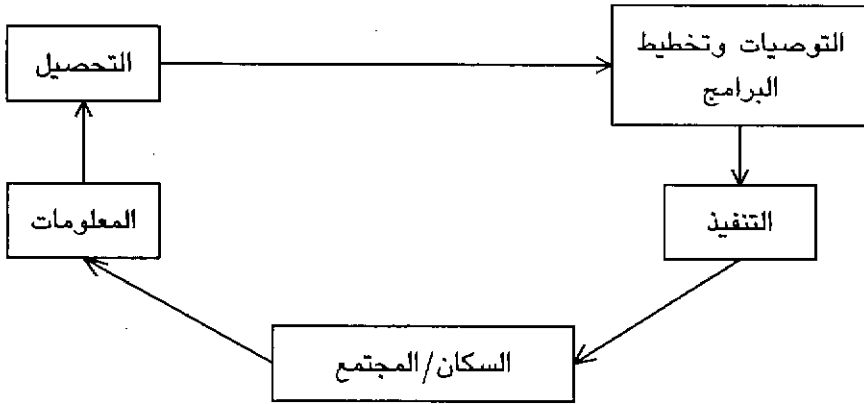 التوصيات وتخطيط
البرامج
التحصيل
التنفيذ
المعلومات
السكان/المجتمع